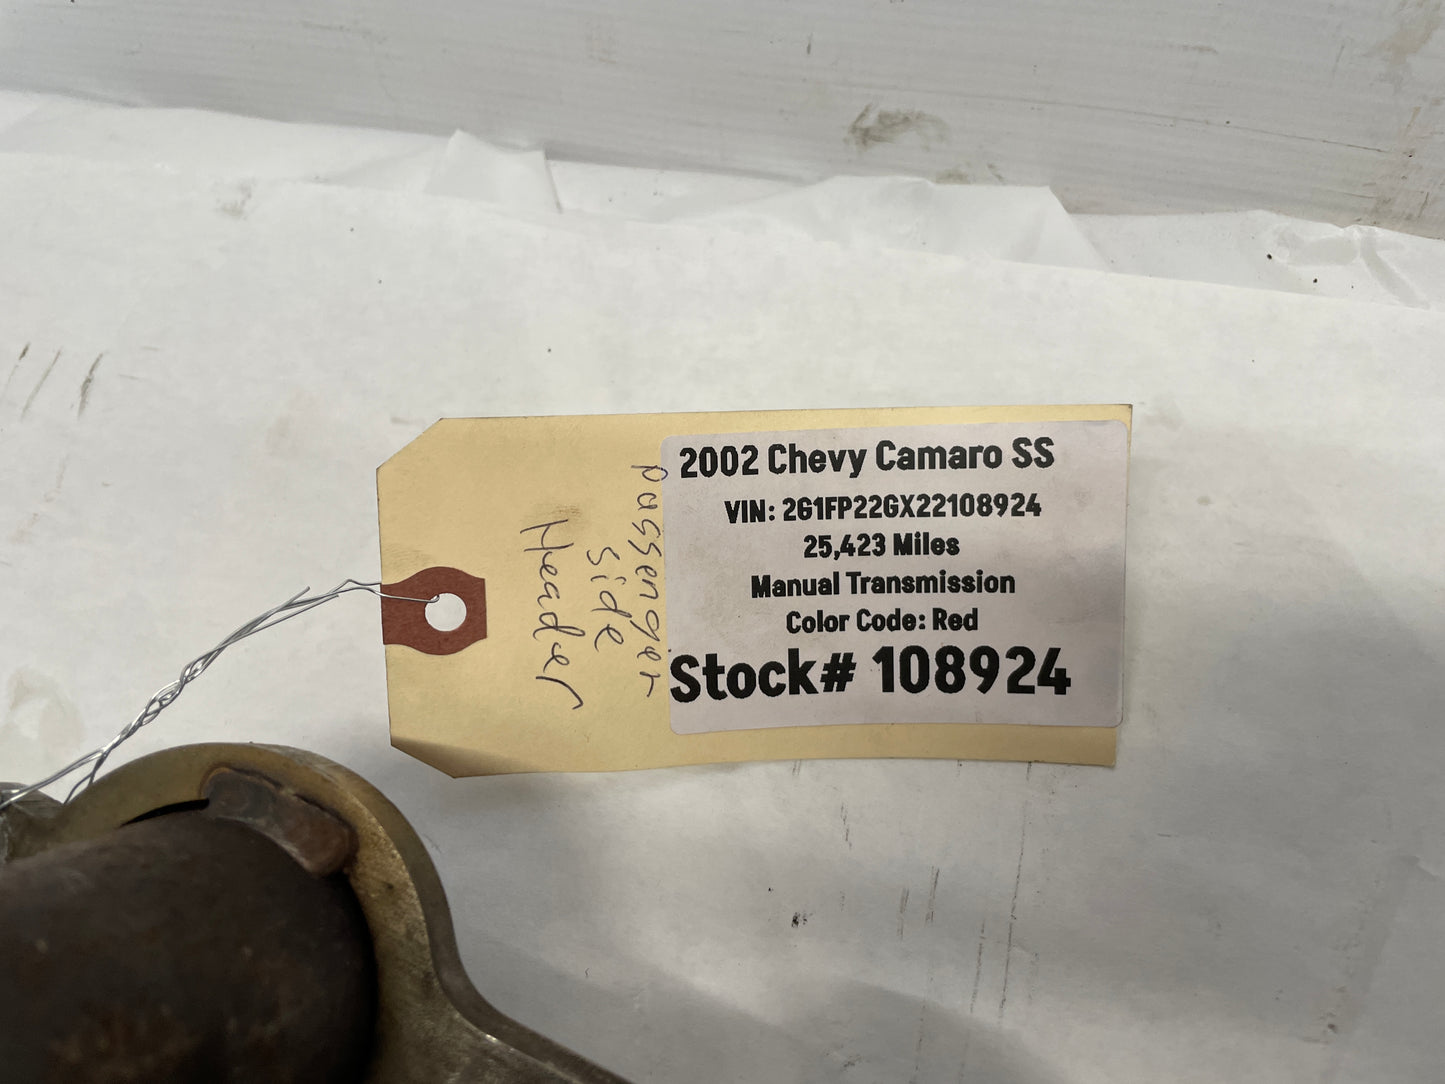 2002 Chevy Camaro SS
VIN: 2G1FP22GX22108924
25,423 Miles
Manual Transmission
Color Code: Red
Stock# 108924
passenger
side
Header